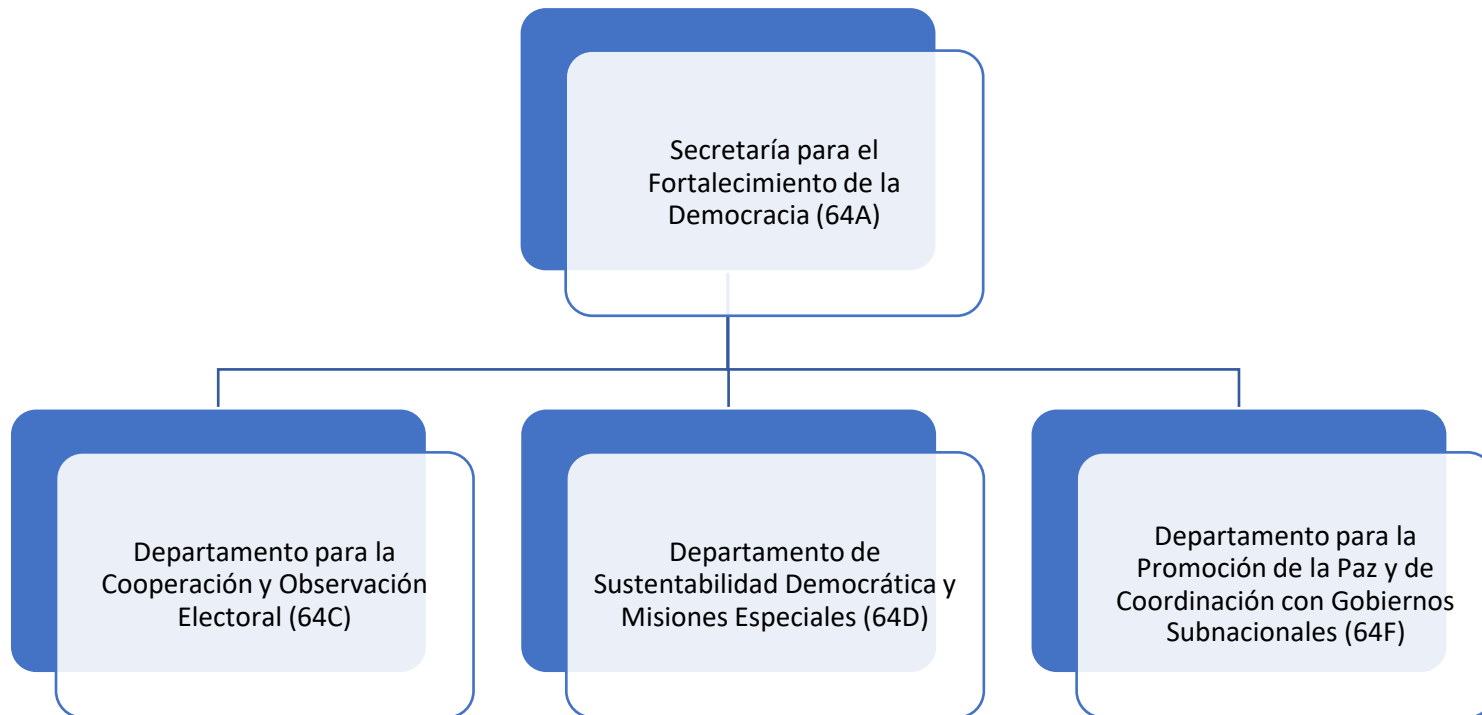 Secretaría para el
Fortalecimiento de la
Democracia (64A)
Departamento para la
Cooperación y Observación
Electoral (64C)
Departamento de
Sustentabilidad Democrática y
Misiones Especiales (64D)
Departamento para la
Promoción de la Paz y de
Coordinación con Gobiernos
Subnacionales (64F)